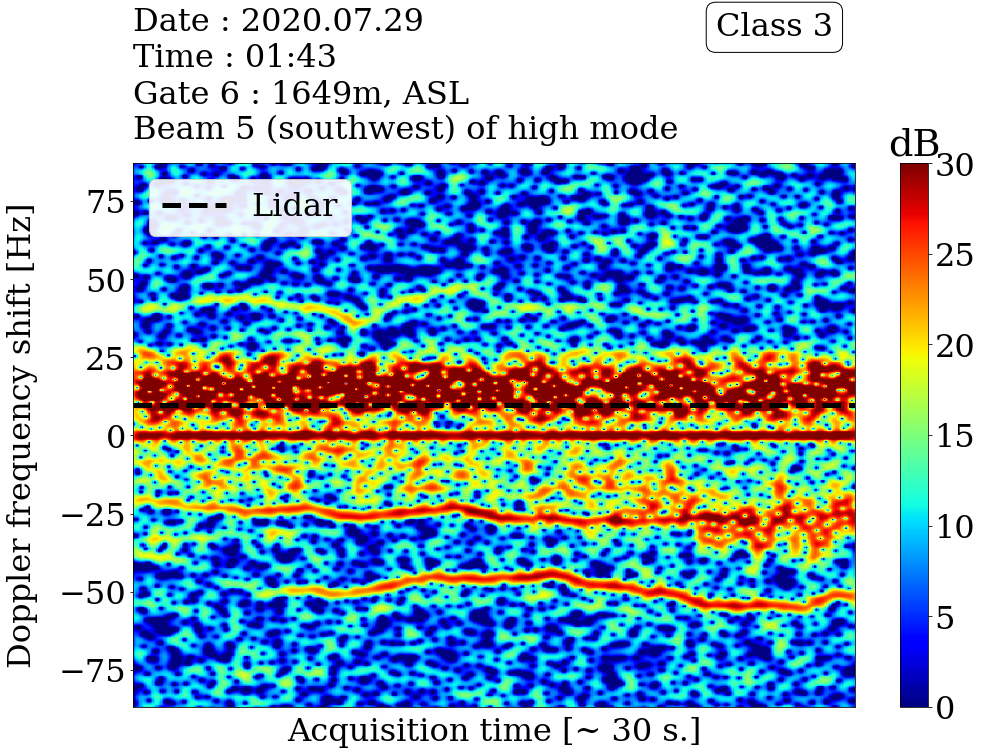 Date : 2020.07.29
Time : 01:43
Gate 6 : 1649m, ASL
Beam 5 (southwest) of high mode
Class 3
dB
Lidar
Doppler frequency shift [Hz]
75
50
25
0
−25
−50
−75
30
25
20
15
10
5
0
Acquisition time [~ 30 s.]